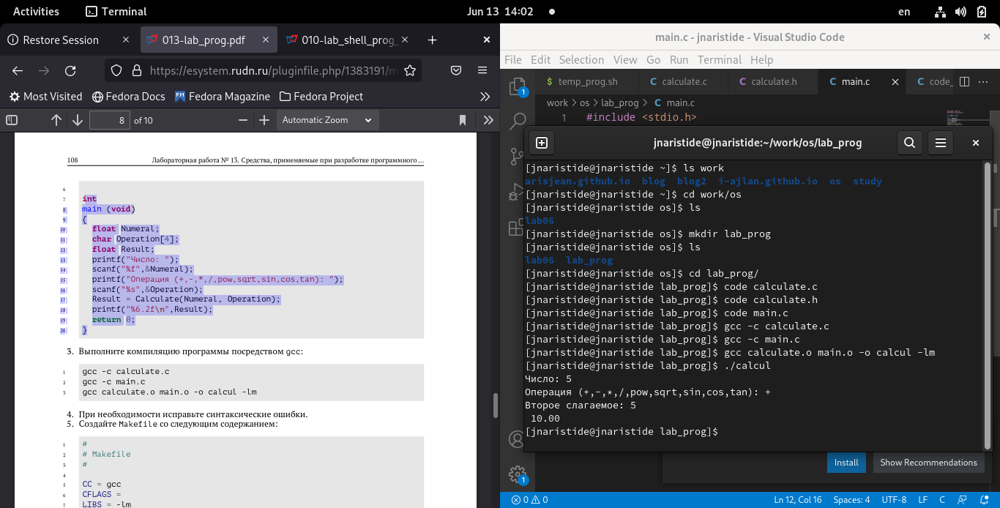 Activities Terminal Jun 13 14:02 en
Restore Session 013-lab_prog.pdf 010-lab_shell_prog_
https://esystem.rudn.ru/pluginfile.php/1383191/m
Most Visited Fedora Docs Fedora Magazine Fedora Project
8 of 10 Automatic Zoom
108 Лабораторная работа № 13. Средства, применяемые при разработке программного ...
6
7 int
8 main (void)
9 {
10 float Numeral;
11 char Operation[4];
12 float Result;
13 printf("Число: ");
14 scanf("%f",&Numeral);
15 printf("Операция (+,-,*,/,pow,sqrt,sin,cos,tan): ");
16 scanf("%s",&Operation);
17 Result = Calculate(Numeral, Operation);
18 printf("%6.2f\n",Result);
19 return 0;
20 }
3. Выполните компиляцию программы посредством gcc:
1 gcc -c calculate.c
2 gcc -c main.c
3 gcc calculate.o main.o -o calcul -lm
4. При необходимости исправьте синтаксические ошибки.
5. Создайте Makefile со следующим содержанием:
1 #
2 # Makefile
3 #
4
5 CC = gcc
6 CFLAGS =
7 LIBS = -lm
main.c - jnaristide - Visual Studio Code
File Edit Selection View Go Run Terminal Help
1
$ temp_prog.sh C calculate.c C calculate.h C main.c C code_
work > os > lab_prog > C main.c
1 #include <stdio.h>
jnaristide@jnaristide:~/work/os/lab_prog
[jnaristide@jnaristide ~]$ ls work
arisjean.github.io blog blog2 i-ajlan.github.io os study
[jnaristide@jnaristide ~]$ cd work/os
[jnaristide@jnaristide os]$ ls
lab06
[jnaristide@jnaristide os]$ mkdir lab_prog
[jnaristide@jnaristide os]$ ls
lab06 lab_prog
[jnaristide@jnaristide os]$ cd lab_prog/
[jnaristide@jnaristide lab_prog]$ code calculate.c
[jnaristide@jnaristide lab_prog]$ code calculate.h
[jnaristide@jnaristide lab_prog]$ code main.c
[jnaristide@jnaristide lab_prog]$ gcc -c calculate.c
[jnaristide@jnaristide lab_prog]$ gcc -c main.c
[jnaristide@jnaristide lab_prog]$ gcc calculate.o main.o -o calcul -lm
[jnaristide@jnaristide lab_prog]$ ./calcul
Число: 5
Операция (+,-,*,/,pow,sqrt,sin,cos,tan): +
Второе слагаемое: 5
10.00
[jnaristide@jnaristide lab_prog]$
Install Show Recommendations
1
0 0 Ln 12, Col 16 Spaces: 4 UTF-8 LF C